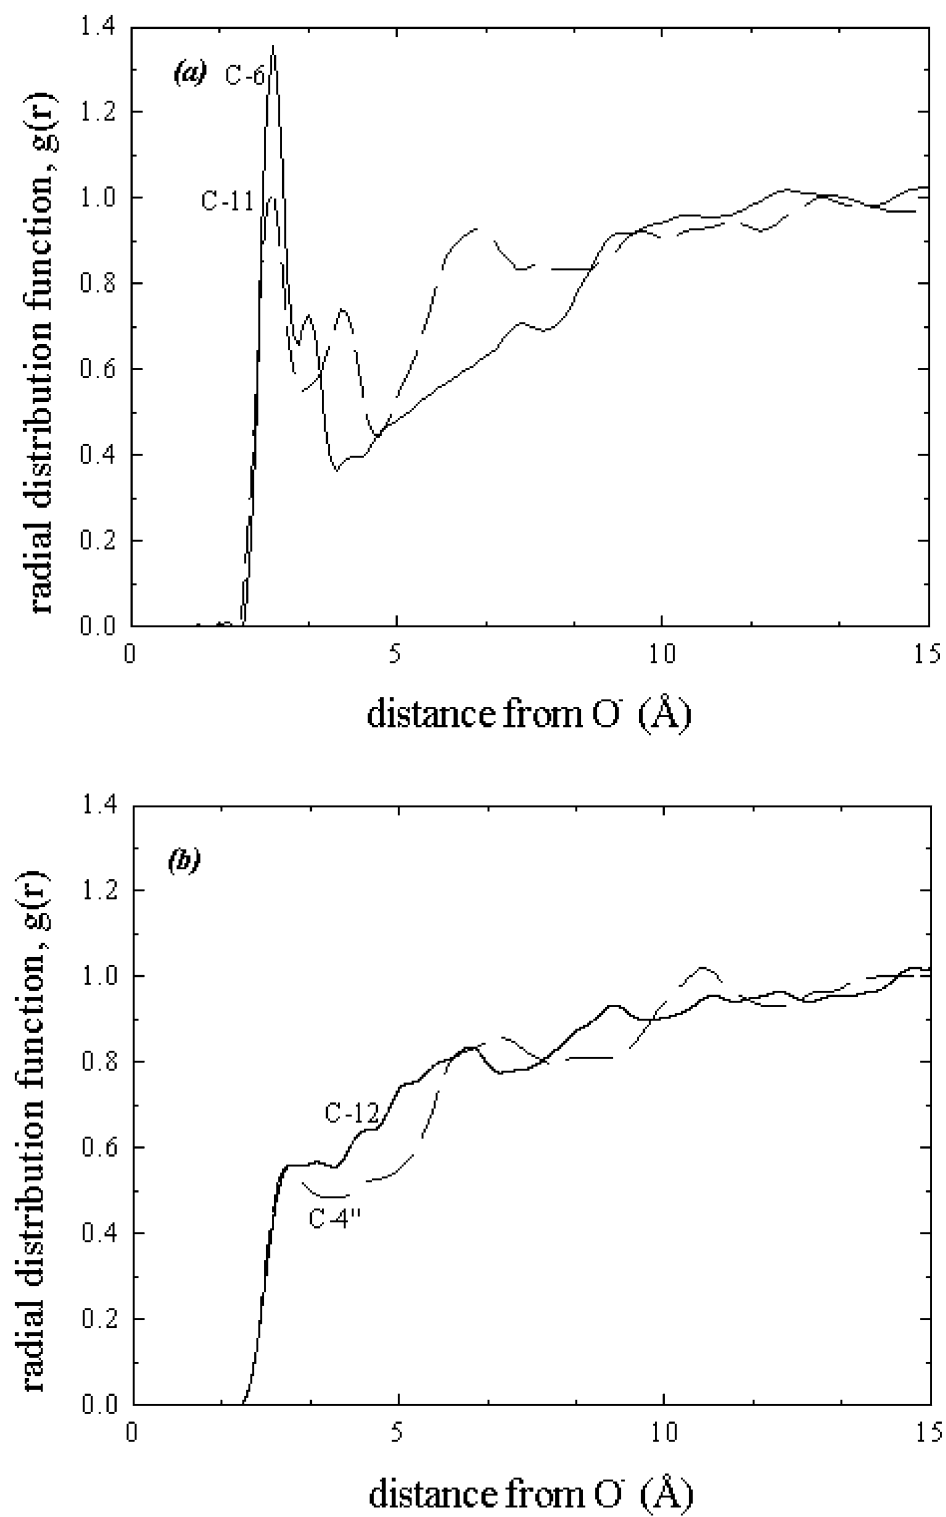 1.4
(a)
C-6
1.2
C-11
1.0
0.8
0.6
0.4
0.2
0.0
radial distribution function, g(r)
0 5 10 15
distance from O⁻ (Å)
1.4
(b)
1.2
1.0
0.8
C-12
0.6
C-4"
0.4
0.2
0.0
radial distribution function, g(r)
0 5 10 15
distance from O⁻ (Å)